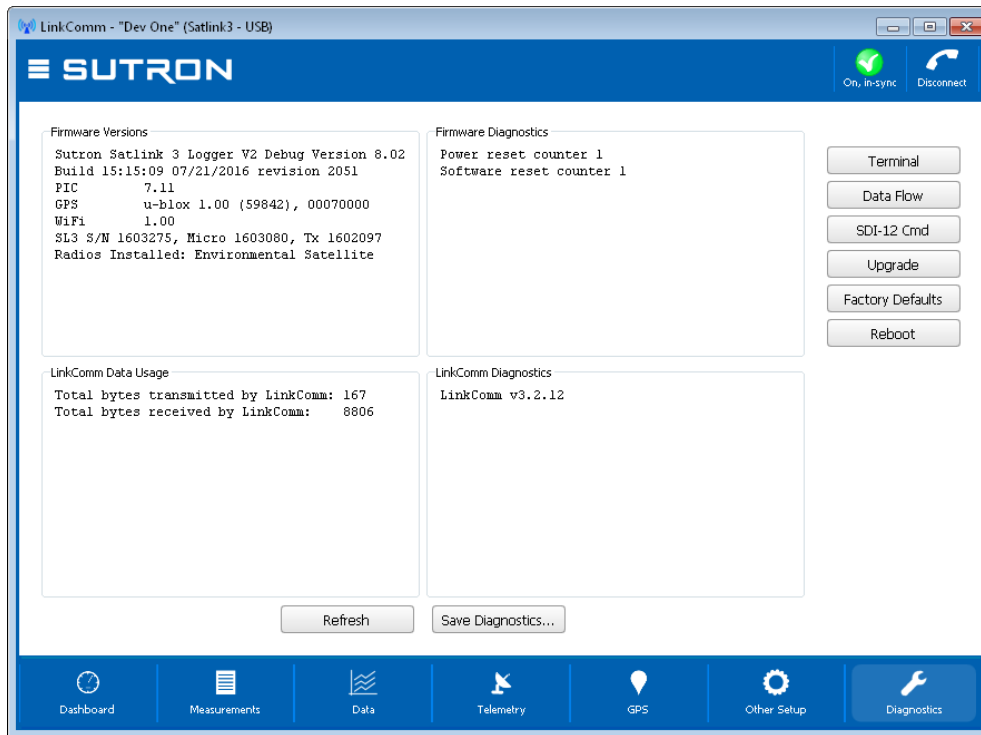 LinkComm - "Dev One" (Satlink3 - USB)
SUTRON
On, in-sync
Disconnect
Firmware Versions
Sutron Satlink 3 Logger V2 Debug Version 8.02
Build 15:15:09 07/21/2016 revision 2051
PIC 7.11
GPS u-blox 1.00 (59842), 00070000
WiFi 1.00
SL3 S/N 1603275, Micro 1603080, Tx 1602097
Radios Installed: Environmental Satellite
Firmware Diagnostics
Power reset counter 1
Software reset counter 1
Terminal
Data Flow
SDI-12 Cmd
Upgrade
Factory Defaults
Reboot
LinkComm Data Usage
Total bytes transmitted by LinkComm: 167
Total bytes received by LinkComm: 8806
LinkComm Diagnostics
LinkComm v3.2.12
Refresh
Save Diagnostics...
Dashboard
Measurements
Data
Telemetry
GPS
Other Setup
Diagnostics